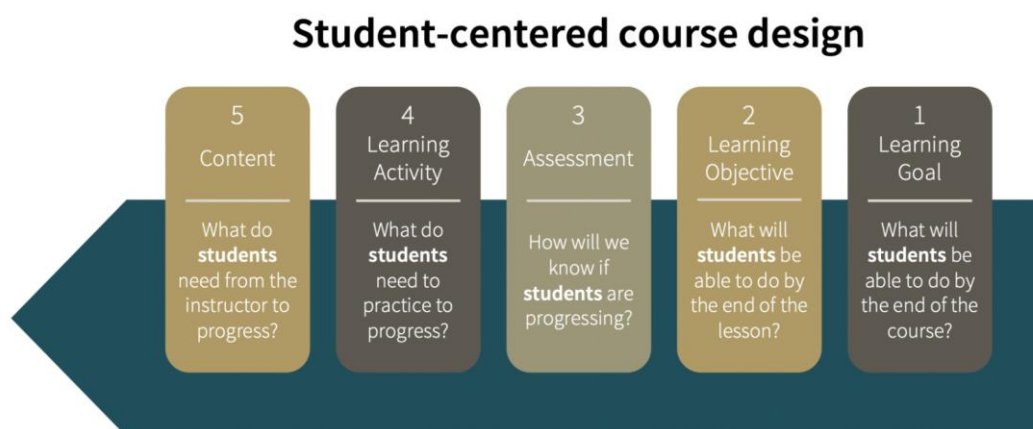 Student-centered course design
5
Content
What do
students
need from the
instructor to
progress?
4
Learning
Activity
What do
students
need to
practice to
progress?
3
Assessment
How will we
know if
students are
progressing?
2
Learning
Objective
What will
students be
able to do by
the end of the
lesson?
1
Learning
Goal
What will
students be
able to do by
the end of the
course?